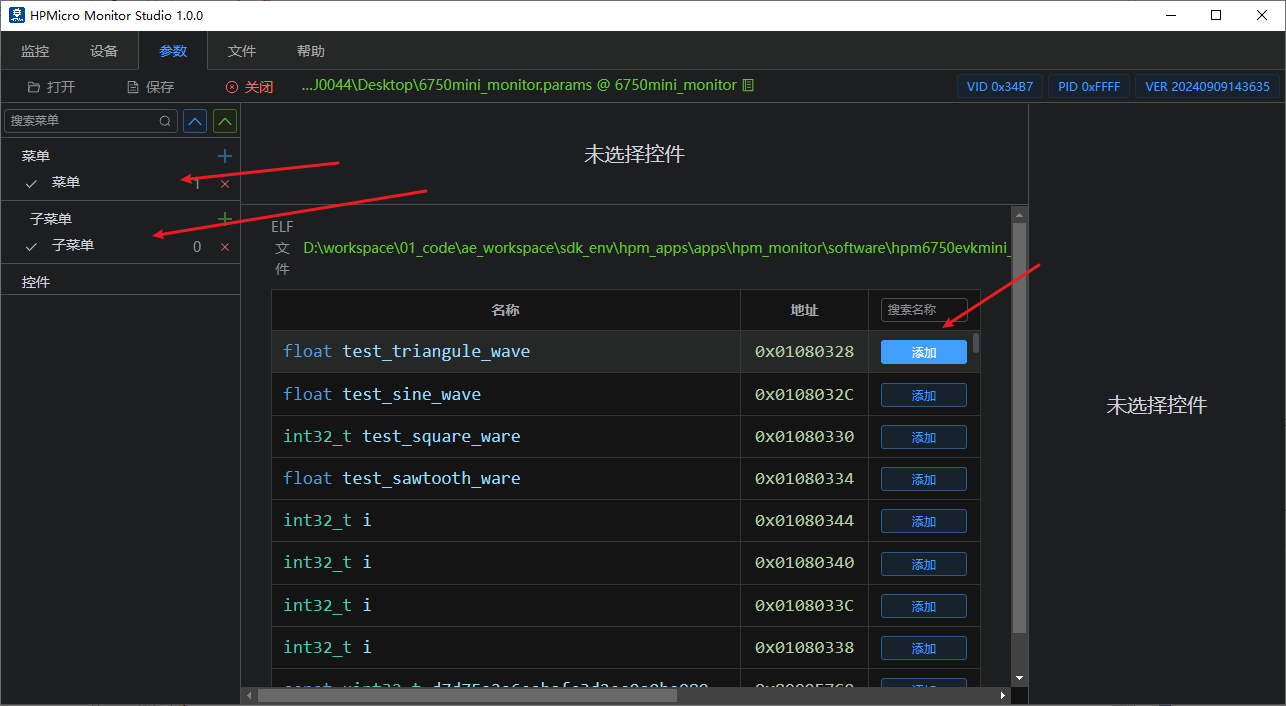 HPMicro Monitor Studio 1.0.0
监控 设备 参数 文件 帮助
打开 保存 关闭 ...J0044\Desktop\6750mini_monitor.params @ 6750mini_monitor VID 0x34B7 PID 0xFFFF VER 20240909143635
搜索菜单
菜单
菜单 1
子菜单
子菜单 0
控件
未选择控件
ELF
文
件
D:\workspace\01_code\ae_workspace\sdk_env\hpm_apps\apps\hpm_monitor\software\hpm6750evkmini_
名称 地址 搜索名称
float test_triangule_wave 0x01080328 添加
float test_sine_wave 0x0108032C 添加
int32_t test_square_ware 0x01080330 添加
float test_sawtooth_ware 0x01080334 添加
int32_t i 0x01080344 添加
int32_t i 0x01080340 添加
int32_t i 0x0108033C 添加
int32_t i 0x01080338 添加
未选择控件